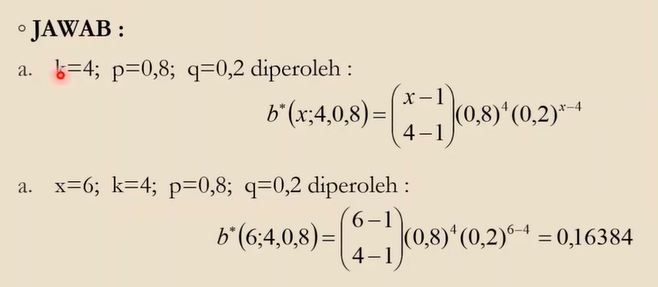 ◦ JAWAB :
a. k=4; p=0,8; q=0,2 diperoleh :
b*(x;4,0,8) = (x−1 4−1)(0,8)⁴(0,2)ˣ⁻⁴
a. x=6; k=4; p=0,8; q=0,2 diperoleh :
b*(6;4,0,8) = (6−1 4−1)(0,8)⁴(0,2)⁶⁻⁴ = 0,16384